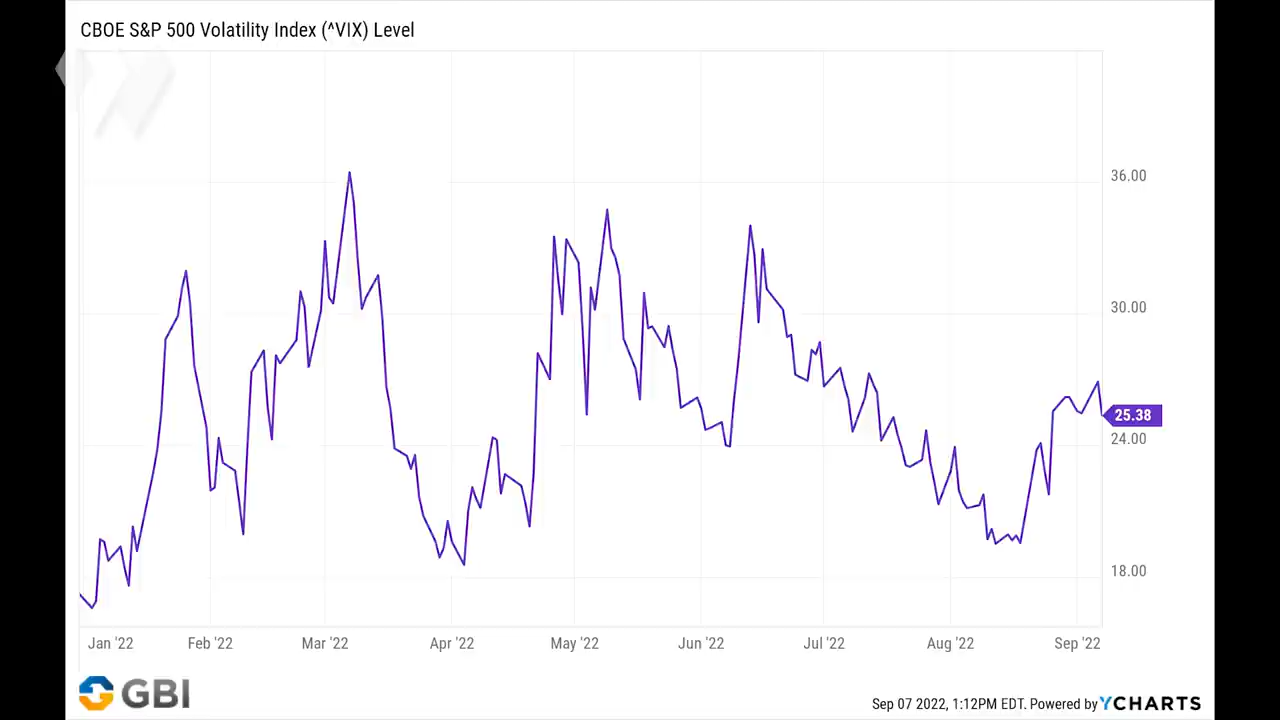 CBOE S&P 500 Volatility Index (^VIX) Level
36.00
30.00
25.38
24.00
18.00
Jan '22 Feb '22 Mar '22 Apr '22 May '22 Jun '22 Jul '22 Aug '22 Sep '22
GBI
Sep 07 2022, 1:12PM EDT. Powered by YCHARTS